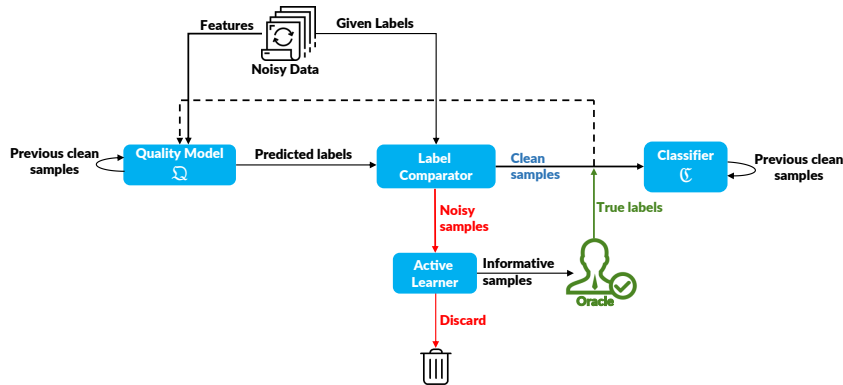 Features
Given Labels
Noisy Data
Previous clean
samples
Quality Model
𝔔
Predicted labels
Label
Comparator
Clean
samples
Classifier
ℭ
Previous clean
samples
True labels
Noisy
samples
Active
Learner
Informative
samples
Oracle
Discard